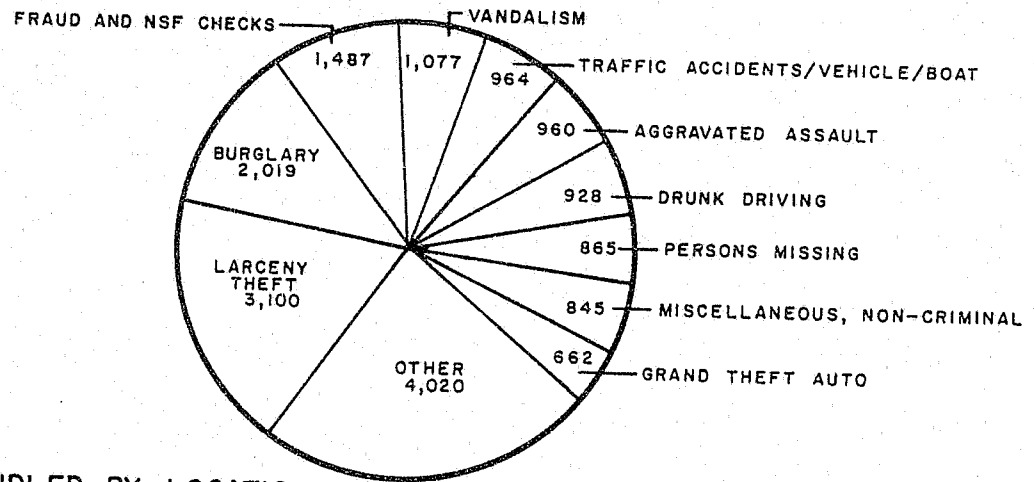 FRAUD AND NSF CHECKS
1,487
VANDALISM
1,077
TRAFFIC ACCIDENTS/VEHICLE/BOAT
964
AGGRAVATED ASSAULT
960
DRUNK DRIVING
928
PERSONS MISSING
865
MISCELLANEOUS, NON-CRIMINAL
845
GRAND THEFT AUTO
662
OTHER
4,020
LARCENY
THEFT
3,100
BURGLARY
2,019
BY